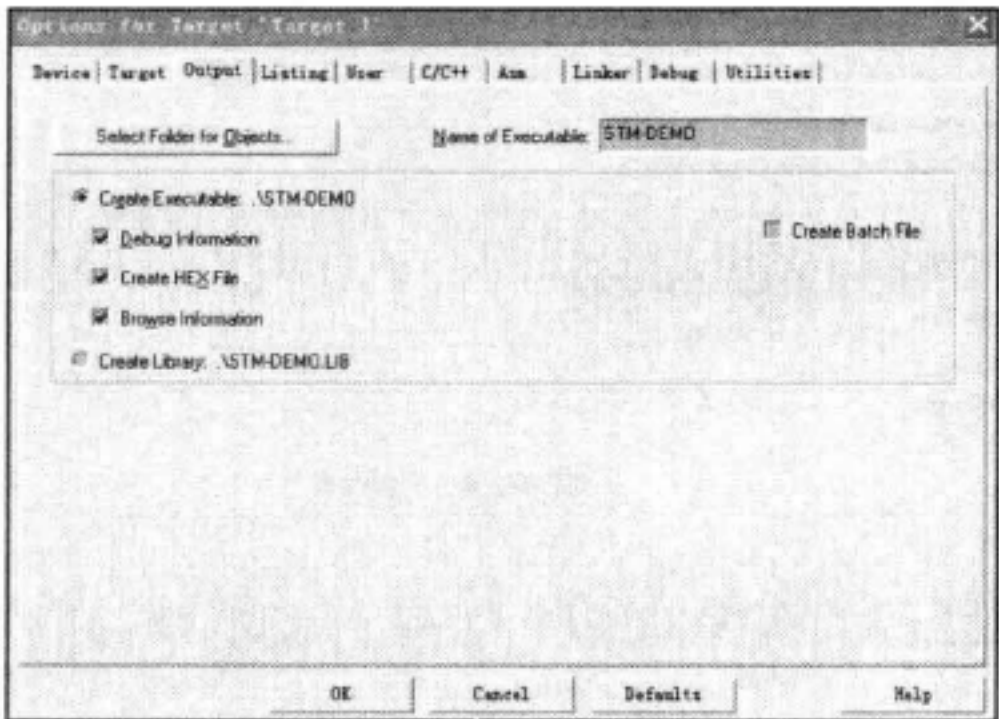 Options for Target 'Target 1'
Device Target Output Listing User C/C++ Asm Linker Debug Utilities
Select Folder for Objects... Name of Executable: STM-DEMO
Create Executable: .\STM-DEMO
Debug Information Create Batch File
Create HEX File
Browse Information
Create Library: .\STM-DEMO.LIB
OK Cancel Defaults Help